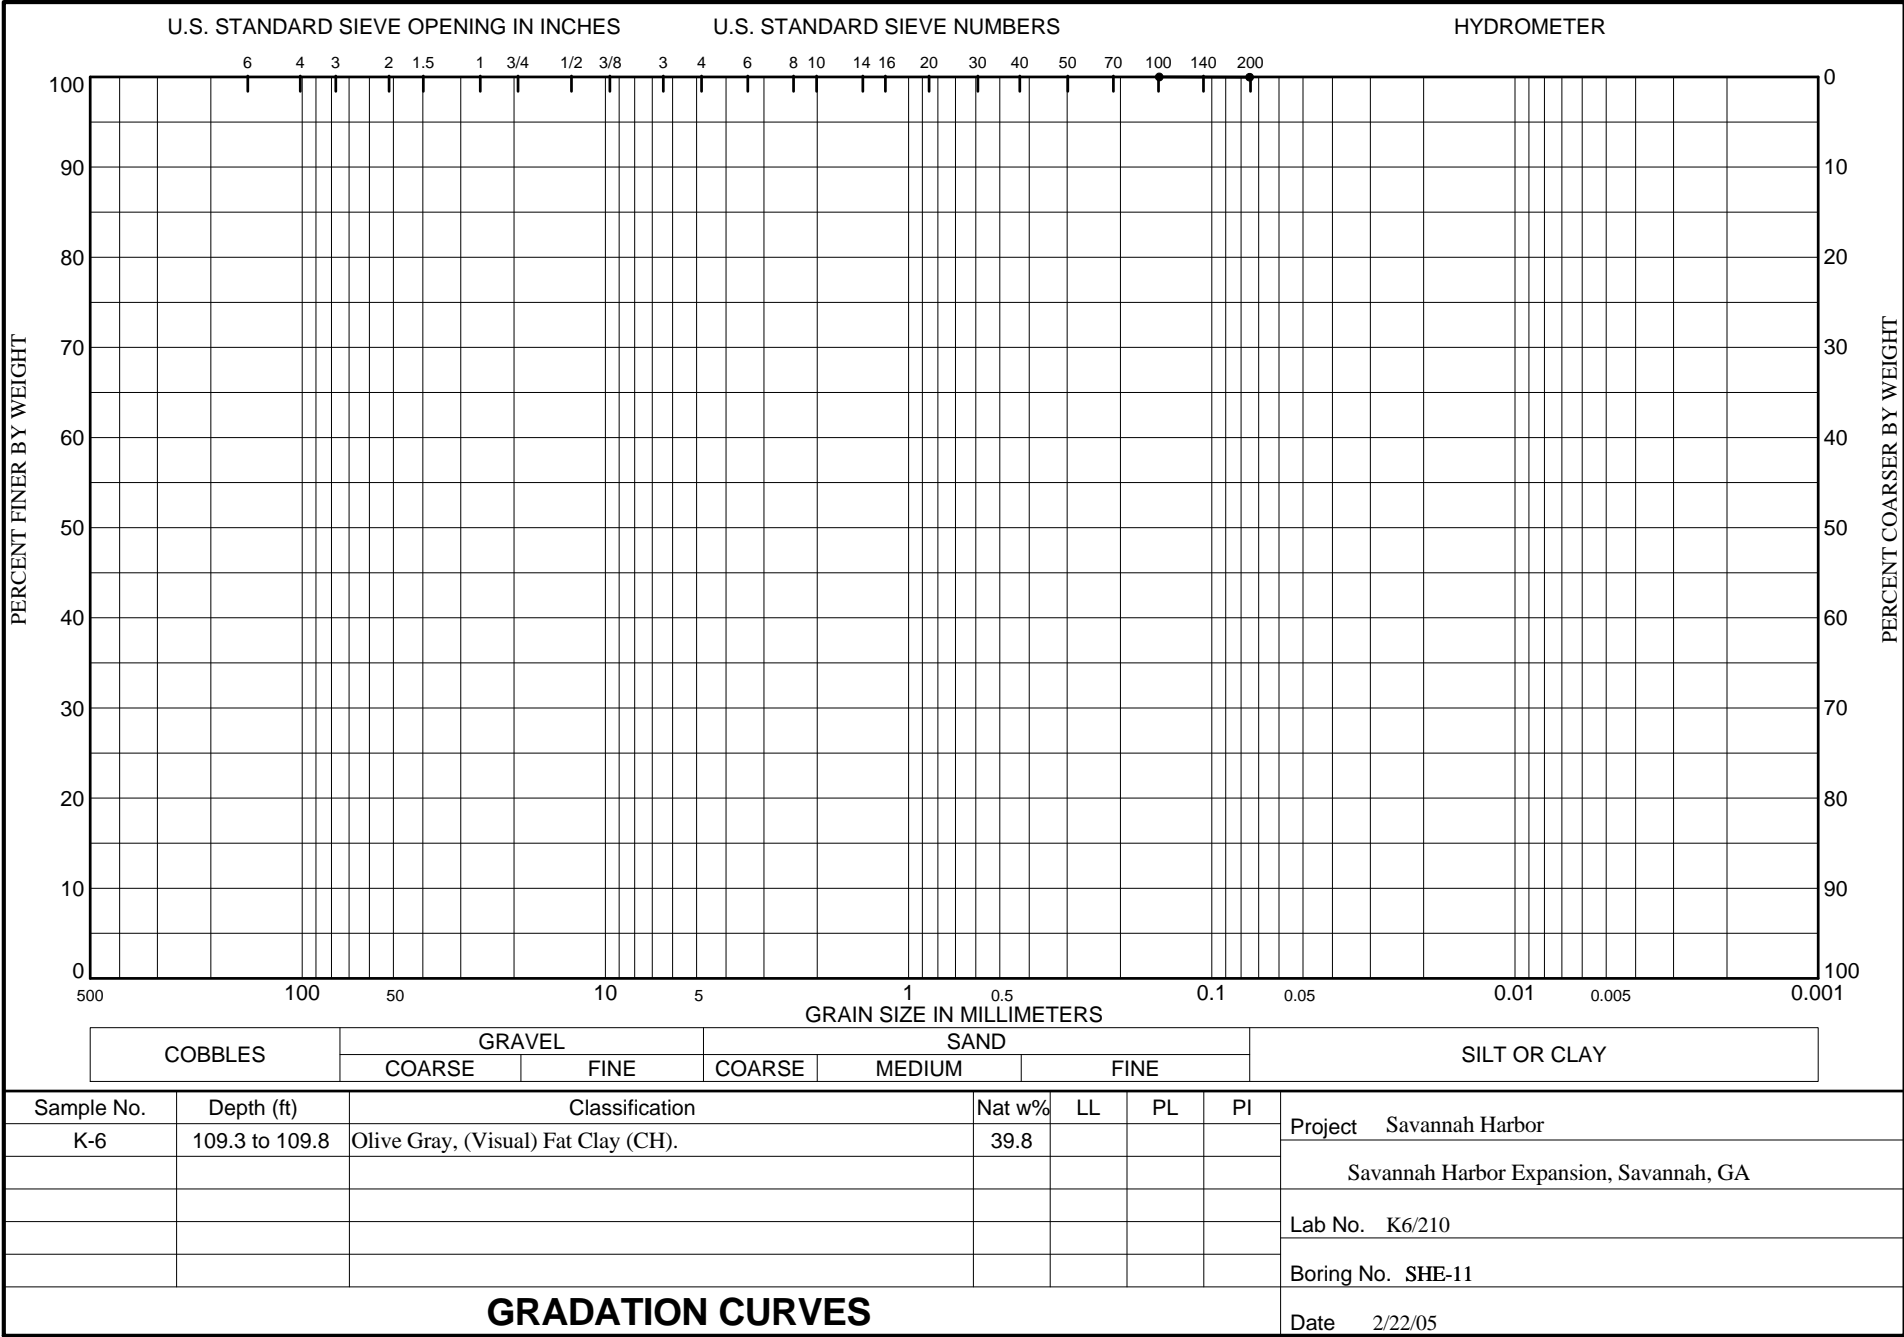 U.S. STANDARD SIEVE OPENING IN INCHES U.S. STANDARD SIEVE NUMBERS HYDROMETER
6 4 3 2 1.5 1 3/4 1/2 3/8 3 4 6 8 10 14 16 20 30 40 50 70 100 140 200
100 0
90 10
80 20
70 30
60 40
50 50
40 60
30 70
20 80
10 90
0 100
PERCENT FINER BY WEIGHT
PERCENT COARSER BY WEIGHT
500 100 50 10 5 1 0.5 0.1 0.05 0.01 0.005 0.001
GRAIN SIZE IN MILLIMETERS
COBBLES GRAVEL SAND SILT OR CLAY
COARSE FINE COARSE MEDIUM FINE
Sample No. Depth (ft) Classification Nat w% LL PL PI
K-6 109.3 to 109.8 Olive Gray, (Visual) Fat Clay (CH). 39.8
Project Savannah Harbor
Savannah Harbor Expansion, Savannah, GA
Lab No. K6/210
Boring No. SHE-11
GRADATION CURVES
Date 2/22/05